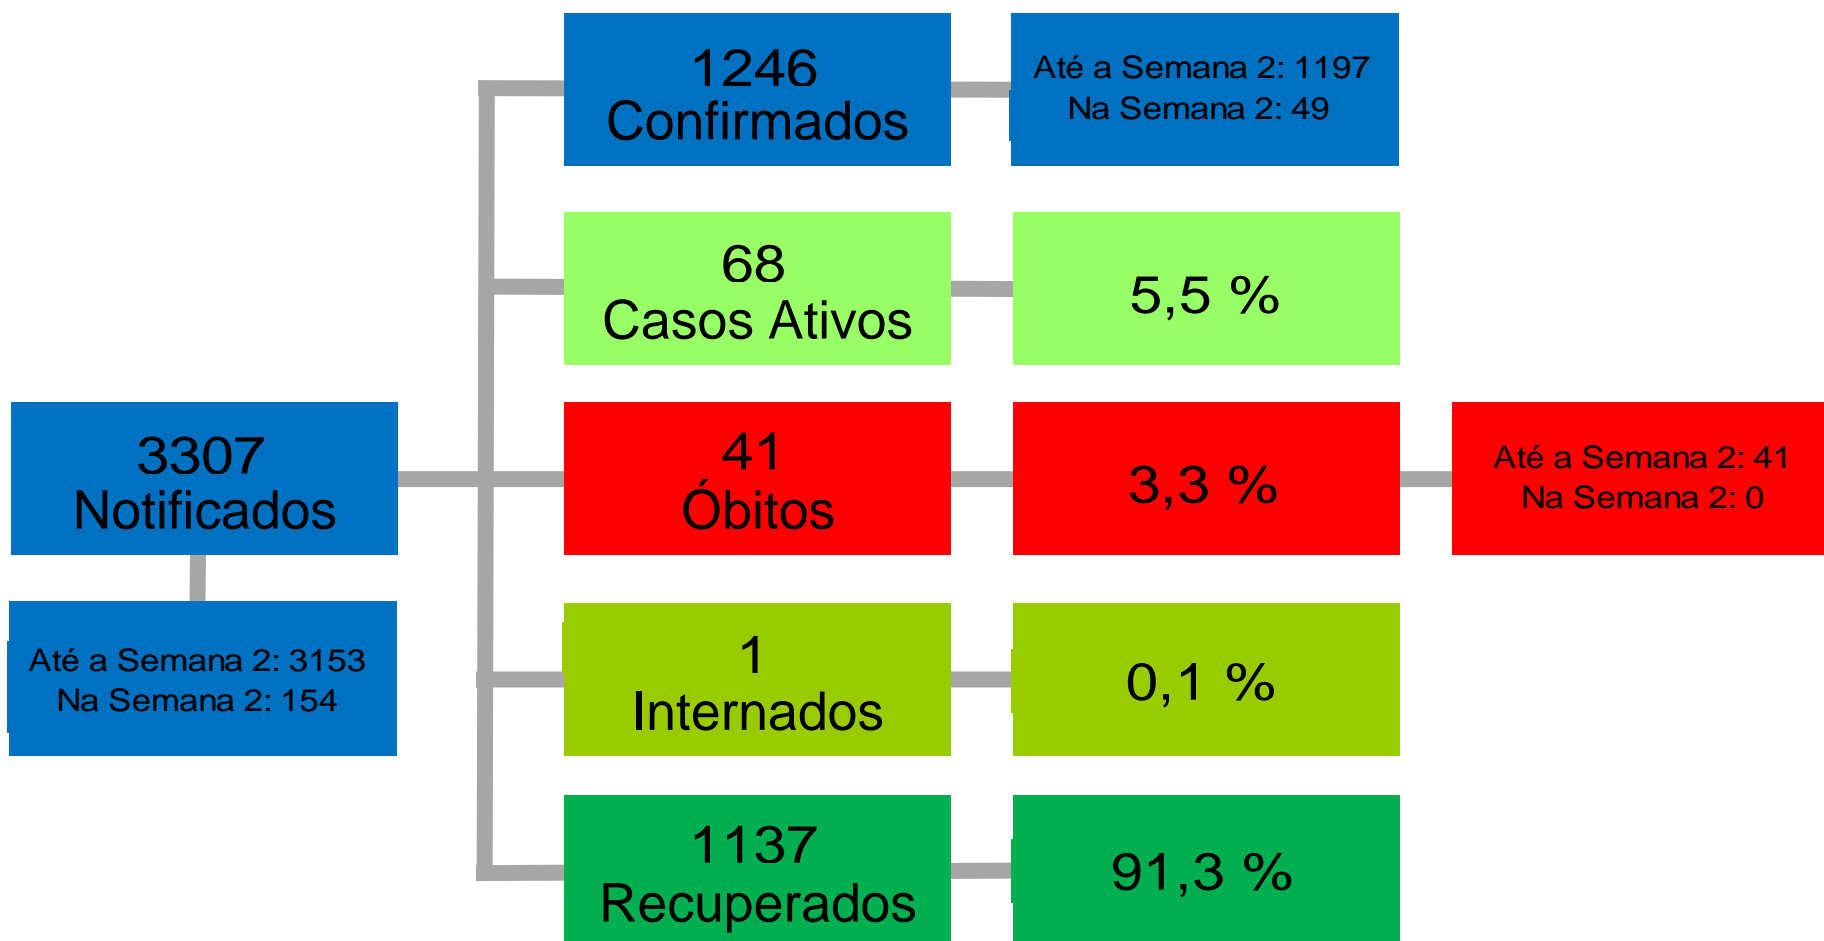 3307
Notificados
Até a Semana 2: 3153
Na Semana 2: 154
1246
Confirmados
Até a Semana 2: 1197
Na Semana 2: 49
68
Casos Ativos
5,5 %
41
Óbitos
3,3 %
Até a Semana 2: 41
Na Semana 2: 0
1
Internados
0,1 %
1137
Recuperados
91,3 %